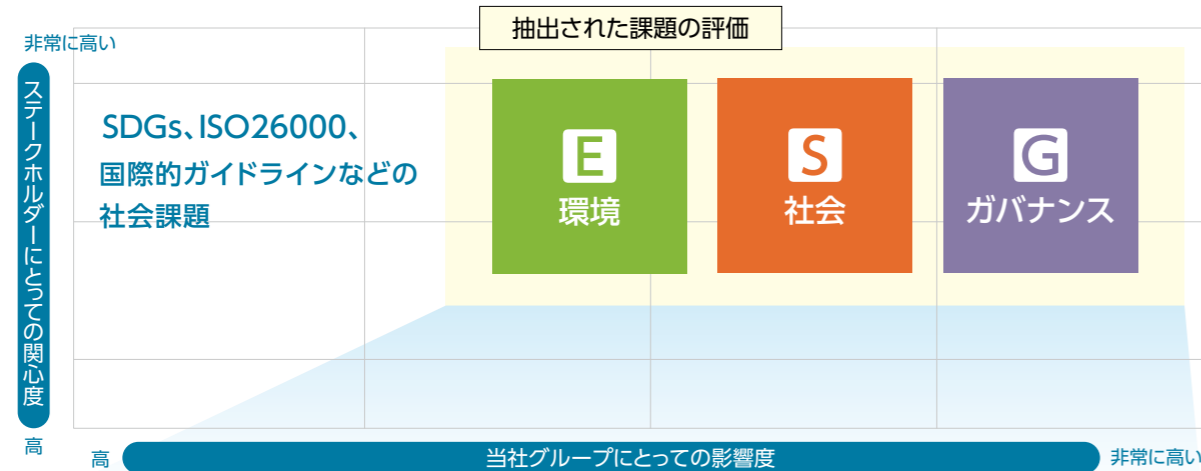 抽出された課題の評価
非常に高い
ステークホルダーにとっての関心度
高
SDGs、ISO26000、
国際的ガイドラインなどの
社会課題
E
環境
S
社会
G
ガバナンス
高
当社グループにとっての影響度
非常に高い